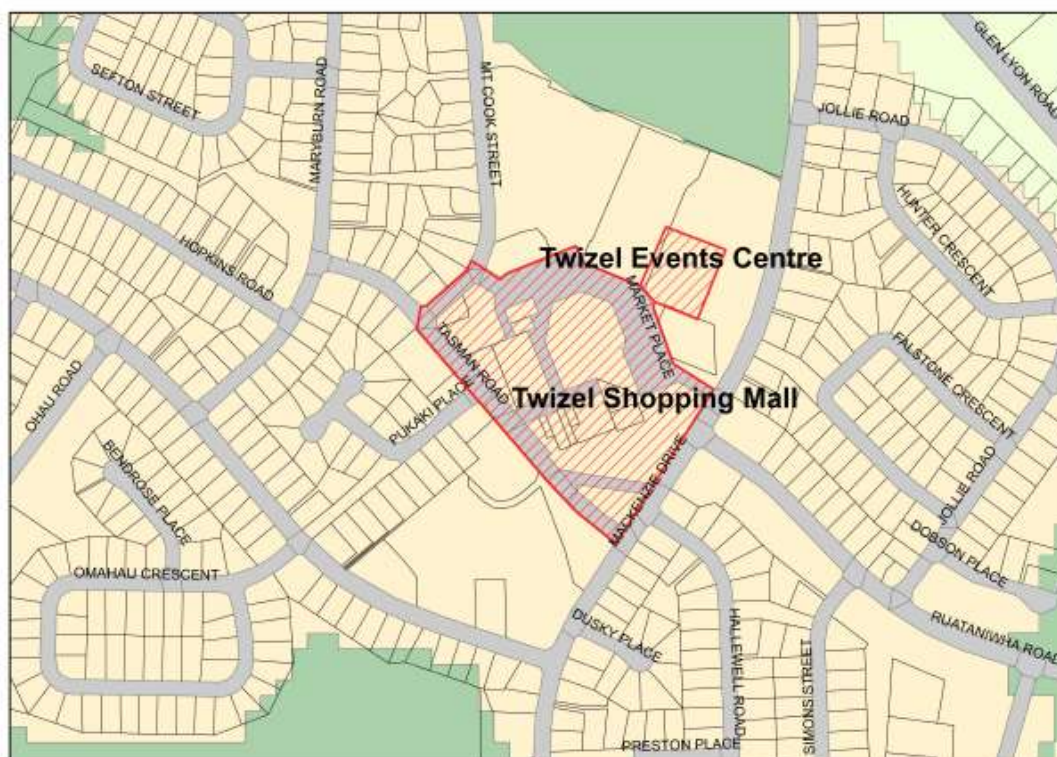 GLEN LYON ROAD
SEFTON STREET
MARYBURN ROAD
MT COOK STREET
JOLLIE ROAD
HUNTER CRESCENT
HOPKINS ROAD
Twizel Events Centre
MARKET PLACE
TASMAN ROAD
FALSTONE CRESCENT
OHAU ROAD
PUKAKI PLACE
Twizel Shopping Mall
BENDROSE PLACE
MACKENZIE DRIVE
JOLLIE ROAD
DOBSON PLACE
OMAHAU CRESCENT
DUSKY PLACE
HALLEWELL ROAD
SIMONS STREET
RUATANIWHA ROAD
PRESTON PLACE